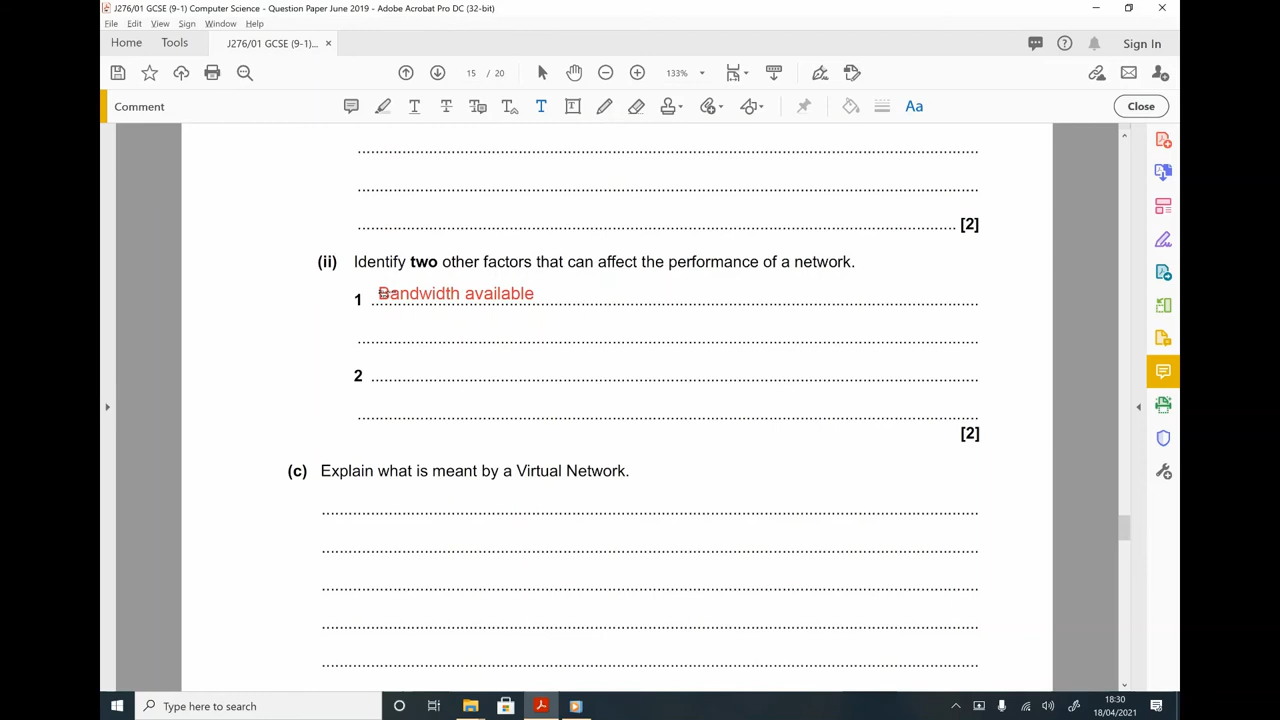 J276/01 GCSE (9-1) Computer Science - Question Paper June 2019 - Adobe Acrobat Pro DC (32-bit)
File Edit View Sign Window Help
Home Tools J276/01 GCSE (9-1)... × Sign In
15 / 20 133%
Comment Aa Close
[2]
(ii) Identify two other factors that can affect the performance of a network.
1 Bandwidth available
2
[2]
(c) Explain what is meant by a Virtual Network.
Type here to search
18:30
18/04/2021